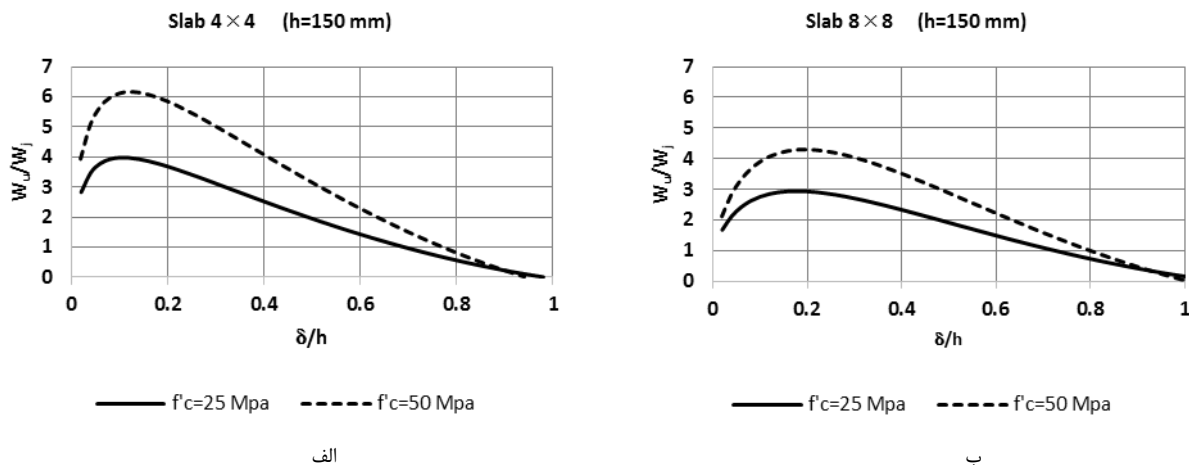 Slab 4×4 (h=150 mm)
7
6
5
4
3
2
1
0
Wu/Wj
0 0.2 0.4 0.6 0.8 1
δ/h
f'c=25 Mpa f'c=50 Mpa
الف
Slab 8×8 (h=150 mm)
7
6
5
4
3
2
1
0
Wu/Wj
0 0.2 0.4 0.6 0.8 1
δ/h
f'c=25 Mpa f'c=50 Mpa
ب